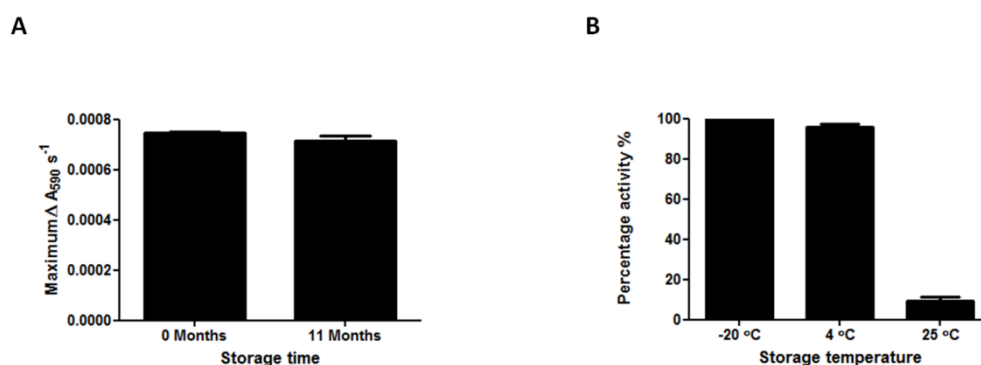 A
B
Maximum Δ A₅₉₀ s⁻¹
0.0008
0.0006
0.0004
0.0002
0.0000
0 Months
11 Months
Storage time
Percentage activity %
100
80
60
40
20
0
-20 ºC
4 ºC
25 ºC
Storage temperature